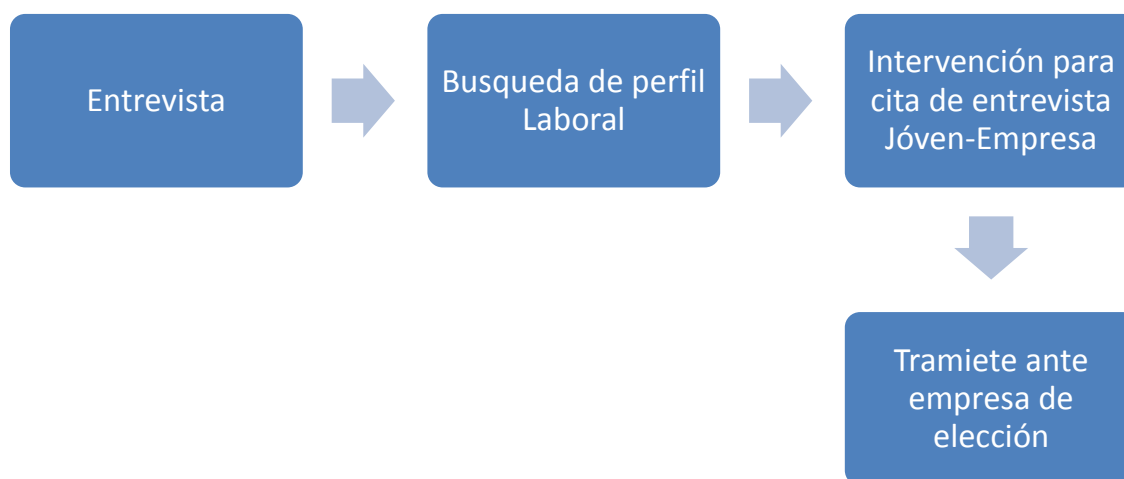 Entrevista
Busqueda de perfil
Laboral
Intervención para
cita de entrevista
Jóven-Empresa
Tramiete ante
empresa de
elección